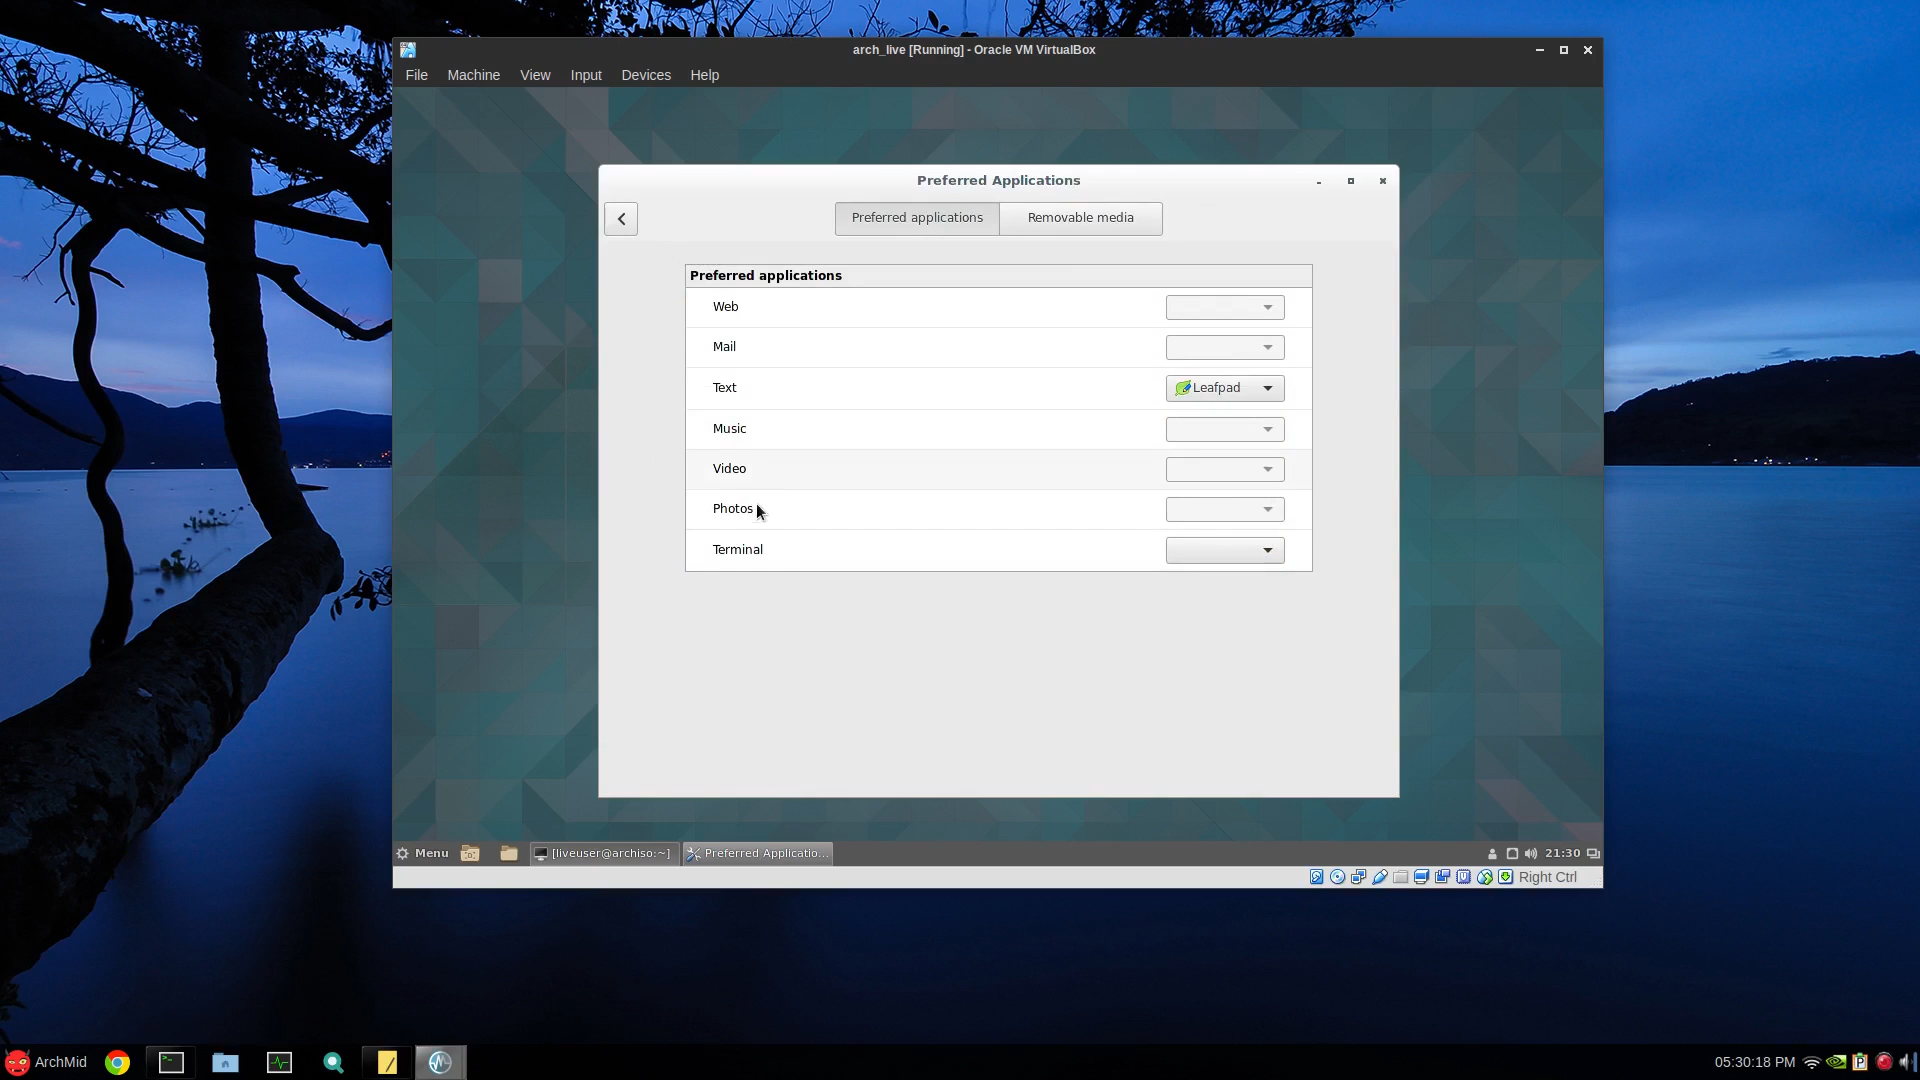 arch_live [Running] - Oracle VM VirtualBox
File Machine View Input Devices Help
Preferred Applications
Preferred applications Removable media
Preferred applications
Web
Mail
Text Leafpad
Music
Video
Photos
Terminal
Menu [liveuser@archiso:~] Preferred Applicatio... 21:30
Right Ctrl
ArchMid 05:30:18 PM